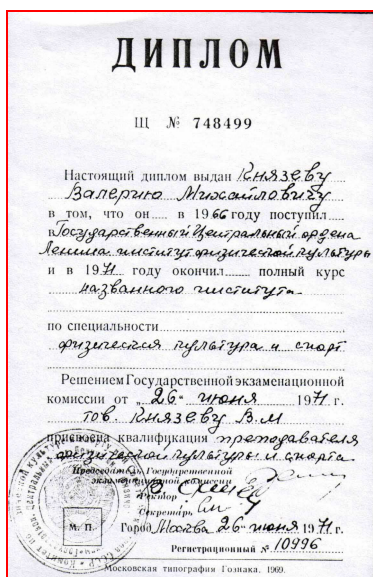 ДИПЛОМ
Щ № 748499
Настоящий диплом выдан Князеву
Валерию Михайловичу
в том, что он в 1966 году поступил
в Государственный Центральный ордена
Ленина институт физической культуры
и в 1971 году окончил полный курс
названного института
по специальности
физическая культура и спорт
Решением Государственной экзаменационной
комиссии от „26" июня 1971 г.
тов. Князеву В.М
присвоена квалификация преподавателя
физической культуры и спорта
Председатель Государственной
экзаменационной комиссии
Ректор
Секретарь
М. П.
Город Москва 26 июня 1971 г.
Регистрационный № 10996
Московская типография Гознака. 1969.